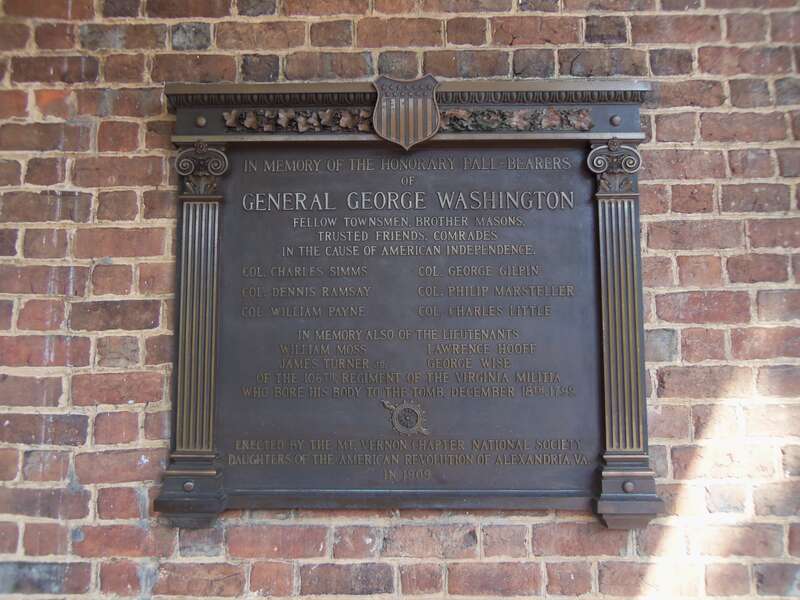 IN MEMORY OF THE HONORARY PALL-BEARERS
OF
GENERAL GEORGE WASHINGTON
FELLOW TOWNSMEN, BROTHER MASONS,
TRUSTED FRIENDS, COMRADES
IN THE CAUSE OF AMERICAN INDEPENDENCE.
COL. CHARLES SIMMS COL. GEORGE GILPIN
COL. DENNIS RAMSAY COL. PHILIP MARSTELLER
COL. WILLIAM PAYNE COL. CHARLES LITTLE
IN MEMORY ALSO OF THE LIEUTENANTS
WILLIAM MOSS LAWRENCE HOOFF
JAMES TURNER JR GEORGE WISE
OF THE 106TH REGIMENT OF THE VIRGINIA MILITIA
WHO BORE HIS BODY TO THE TOMB, DECEMBER 18TH, 1799.
ERECTED BY THE MT. VERNON CHAPTER NATIONAL SOCIETY
DAUGHTERS OF THE AMERICAN REVOLUTION OF ALEXANDRIA, VA.
IN 1909